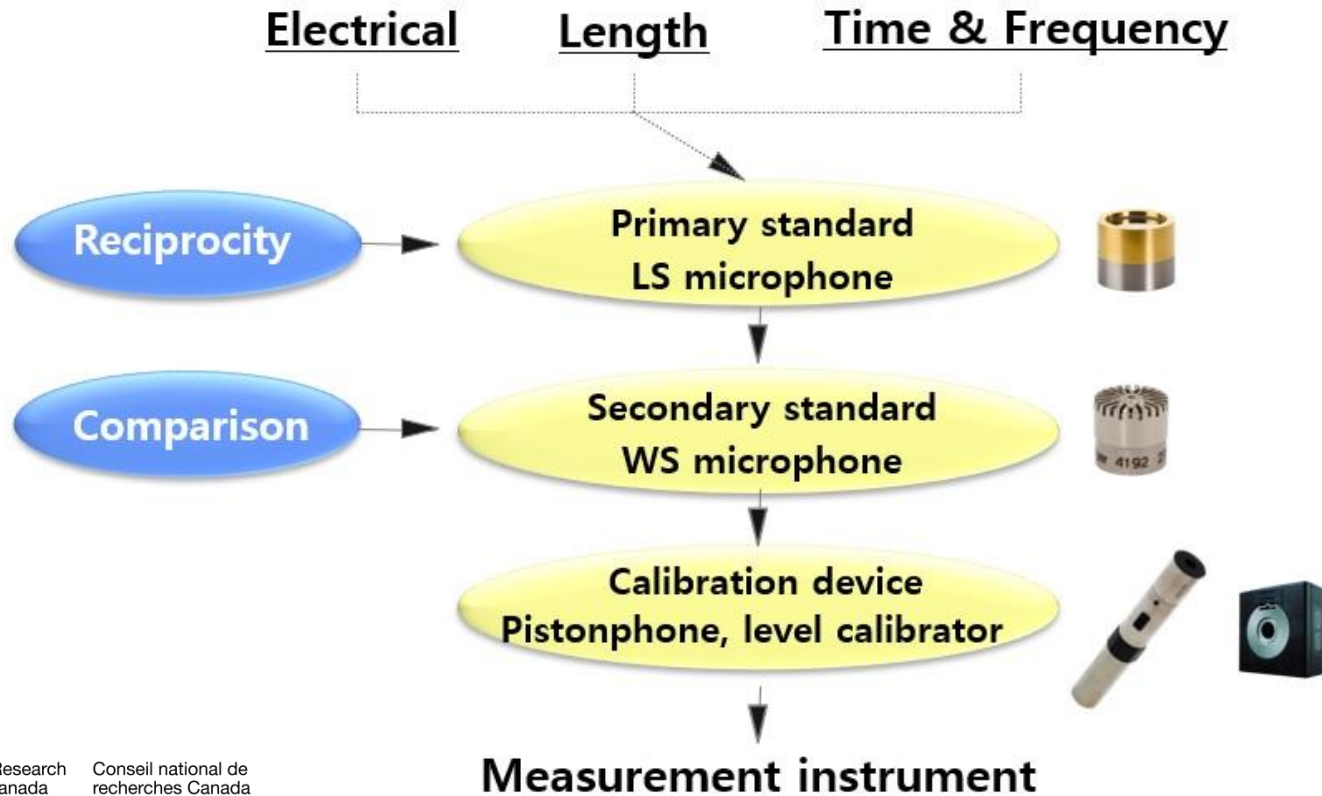 Electrical Length Time & Frequency
Reciprocity
Primary standard
LS microphone
Comparison
Secondary standard
WS microphone
4192
Calibration device
Pistonphone, level calibrator
Measurement instrument
Research Conseil national de
recherches Canada